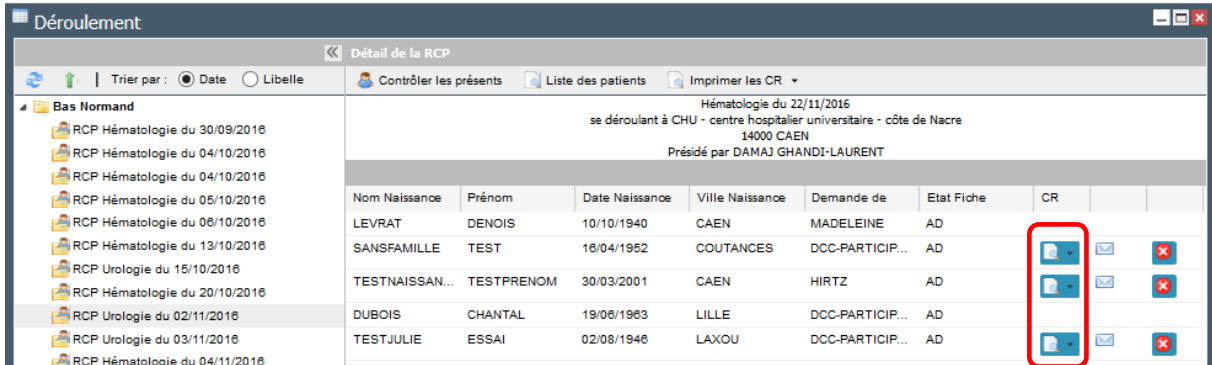 Déroulement
Détail de la RCP
Trier par : Date Libelle
Contrôler les présents Liste des patients Imprimer les CR
Bas Normand
RCP Hématologie du 30/09/2016
RCP Hématologie du 04/10/2016
RCP Hématologie du 04/10/2016
RCP Hématologie du 05/10/2016
RCP Hématologie du 06/10/2016
RCP Hématologie du 13/10/2016
RCP Urologie du 15/10/2016
RCP Hématologie du 20/10/2016
RCP Urologie du 02/11/2016
RCP Urologie du 03/11/2016
RCP Hématologie du 04/11/2016
Hématologie du 22/11/2016
se déroulant à CHU - centre hospitalier universitaire - côte de Nacre
14000 CAEN
Présidé par DAMAJ GHANDI-LAURENT
Nom Naissance Prénom Date Naissance Ville Naissance Demande de Etat Fiche CR
LEVRAT DENOIS 10/10/1940 CAEN MADELEINE AD
SANSFAMILLE TEST 16/04/1952 COUTANCES DCC-PARTICIP... AD
TESTNAISSAN... TESTPRENOM 30/03/2001 CAEN HIRTZ AD
DUBOIS CHANTAL 19/06/1963 LILLE DCC-PARTICIP... AD
TESTJULIE ESSAI 02/08/1946 LAXOU DCC-PARTICIP... AD